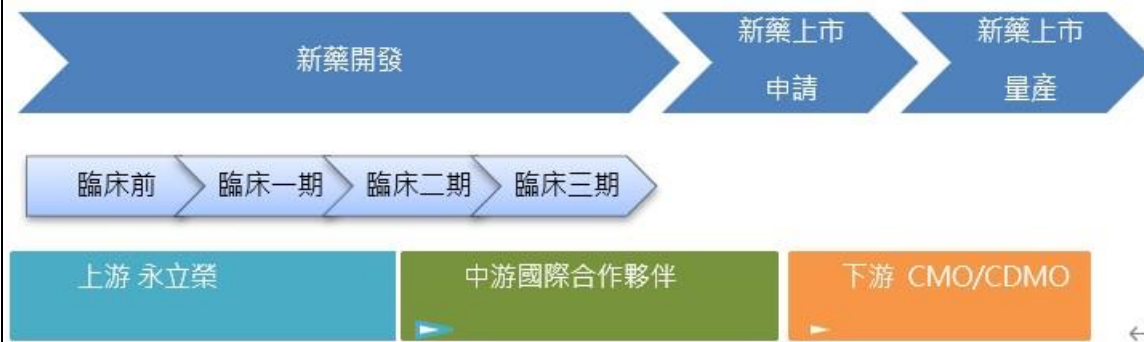 新藥開發
新藥上市
申請
新藥上市
量產
臨床前
臨床一期
臨床二期
臨床三期
上游 永立榮
中游國際合作夥伴
下游 CMO/CDMO